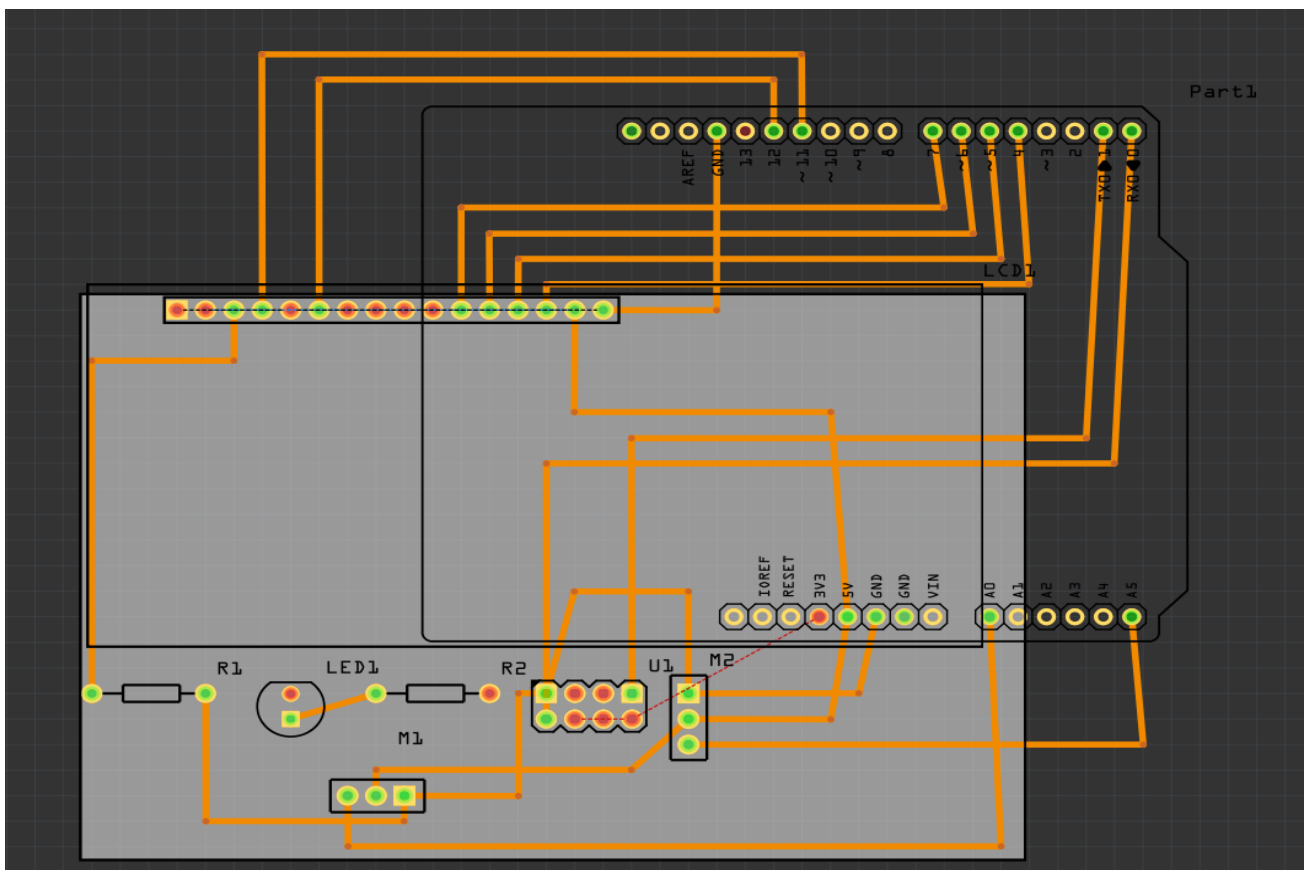 Part1
AREF
GND
13
12
~11
~10
~9
8
7
~6
~5
4
~3
2
TX0 1
RX0 0
LCD1
IOREF
RESET
3V3
5V
GND
GND
VIN
A0
A1
A2
A3
A4
A5
R1
LED1
R2
U1
M2
M1